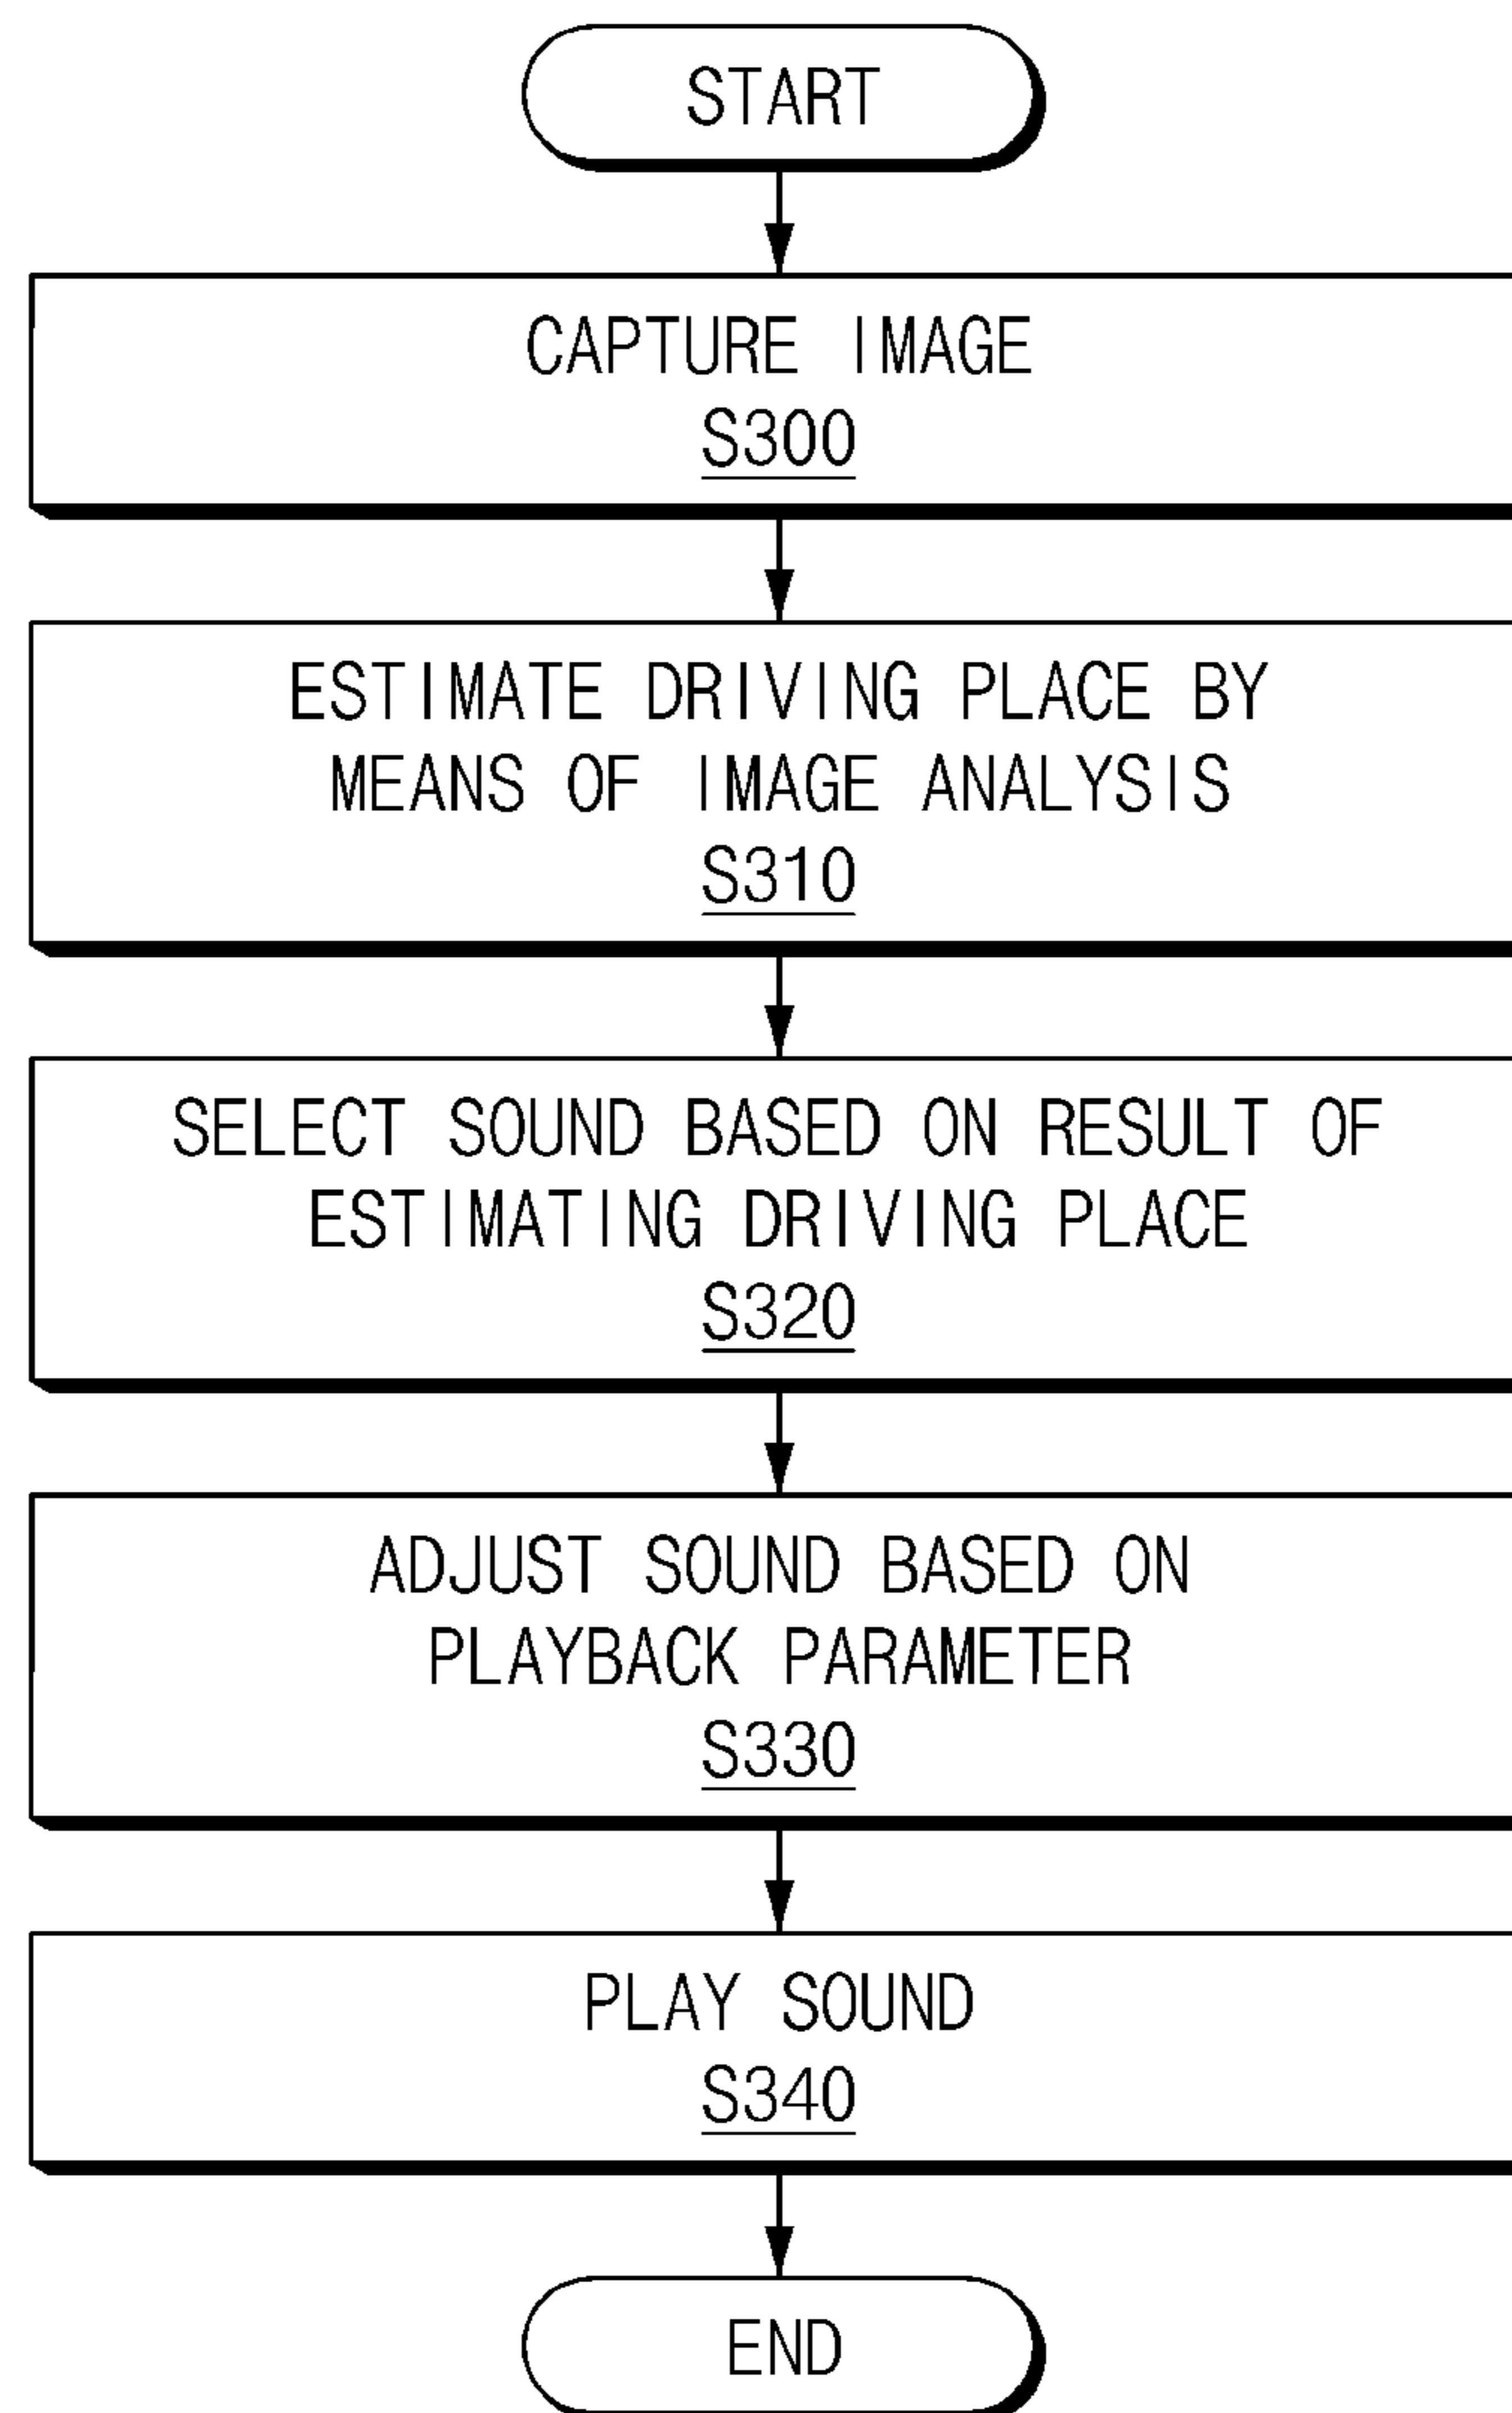 START
CAPTURE IMAGE
S300
ESTIMATE DRIVING PLACE BY
MEANS OF IMAGE ANALYSIS
S310
SELECT SOUND BASED ON RESULT OF
ESTIMATING DRIVING PLACE
S320
ADJUST SOUND BASED ON
PLAYBACK PARAMETER
S330
PLAY SOUND
S340
END